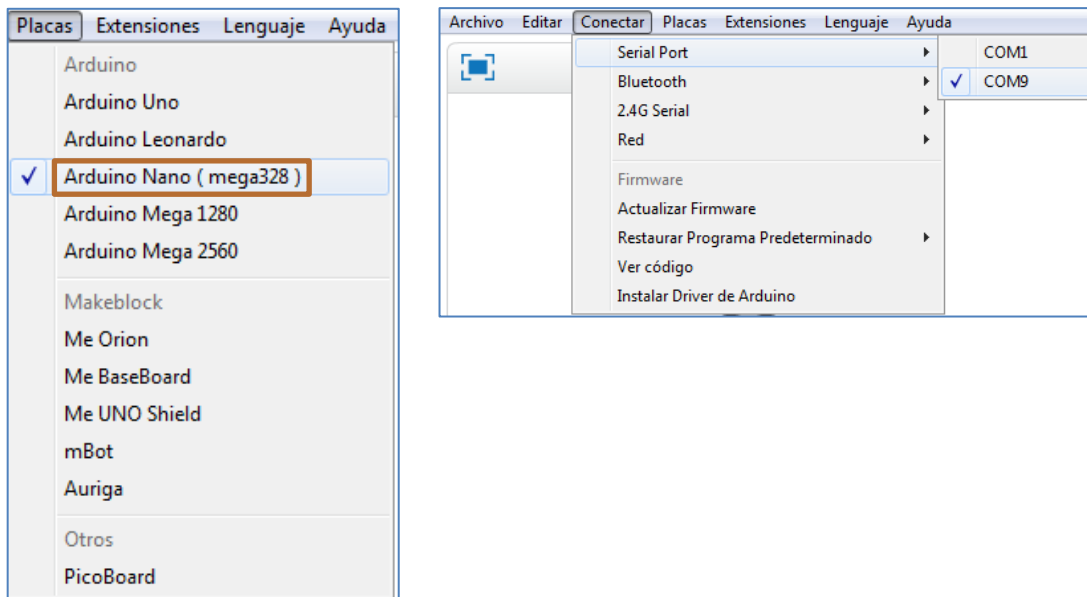 Placas Extensiones Lenguaje Ayuda
Arduino
Arduino Uno
Arduino Leonardo
Arduino Nano ( mega328 )
Arduino Mega 1280
Arduino Mega 2560
Makeblock
Me Orion
Me BaseBoard
Me UNO Shield
mBot
Auriga
Otros
PicoBoard
Archivo Editar Conectar Placas Extensiones Lenguaje Ayuda
Serial Port
COM1
Bluetooth
COM9
2.4G Serial
Red
Firmware
Actualizar Firmware
Restaurar Programa Predeterminado
Ver código
Instalar Driver de Arduino